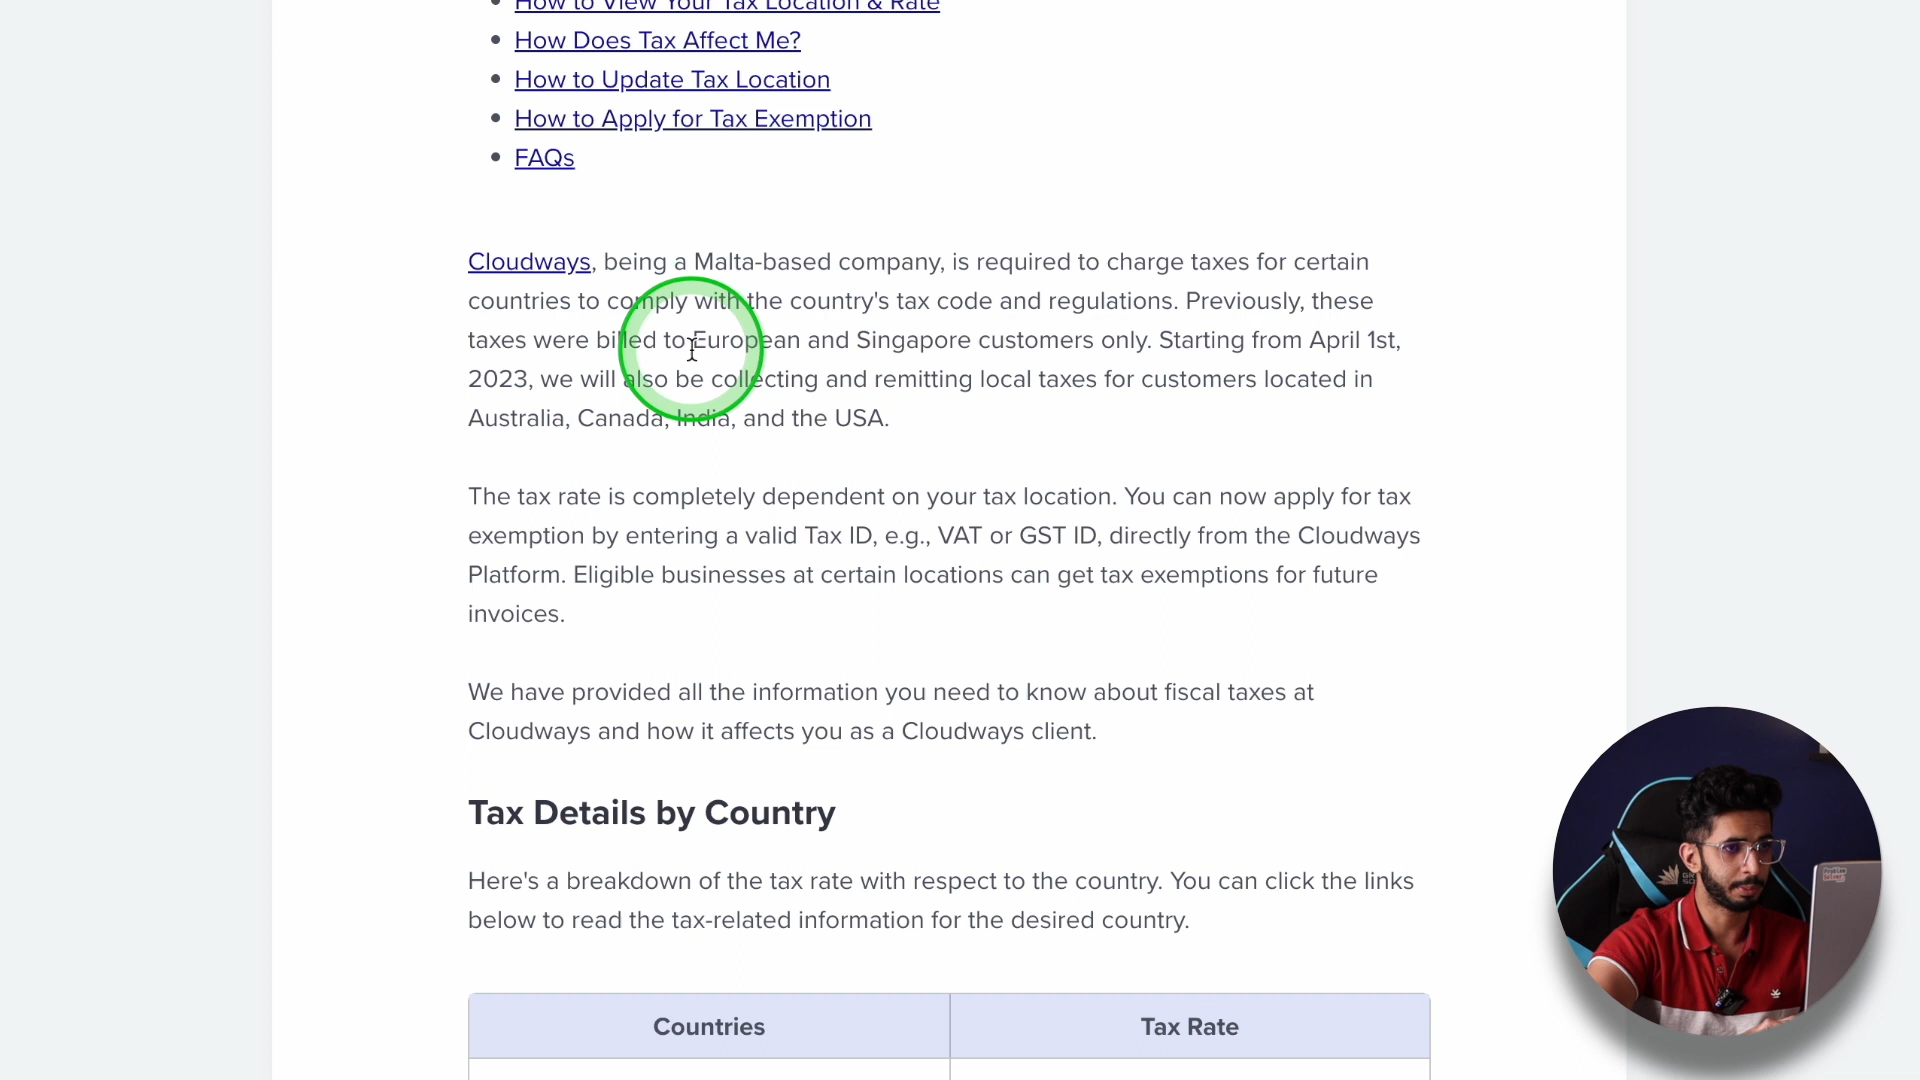 How to View Your Tax Location & Rate
How Does Tax Affect Me?
How to Update Tax Location
How to Apply for Tax Exemption
FAQs
Cloudways, being a Malta-based company, is required to charge taxes for certain
countries to comply with the country's tax code and regulations. Previously, these
taxes were billed to European and Singapore customers only. Starting from April 1st,
2023, we will also be collecting and remitting local taxes for customers located in
Australia, Canada, India, and the USA.
The tax rate is completely dependent on your tax location. You can now apply for tax
exemption by entering a valid Tax ID, e.g., VAT or GST ID, directly from the Cloudways
Platform. Eligible businesses at certain locations can get tax exemptions for future
invoices.
We have provided all the information you need to know about fiscal taxes at
Cloudways and how it affects you as a Cloudways client.
Tax Details by Country
Here's a breakdown of the tax rate with respect to the country. You can click the links
below to read the tax-related information for the desired country.
Countries
Tax Rate